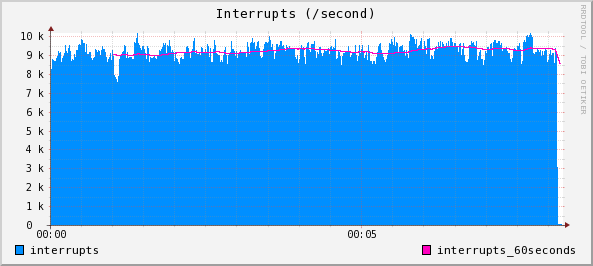 Interrupts (/second)
10 k
9 k
8 k
7 k
6 k
5 k
4 k
3 k
2 k
1 k
0
00:00 00:05
interrupts interrupts_60seconds
RRDTOOL / TOBI OETIKER